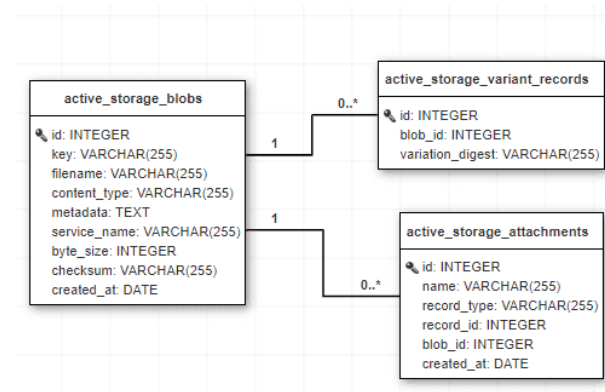 active_storage_blobs
id: INTEGER
key: VARCHAR(255)
filename: VARCHAR(255)
content_type: VARCHAR(255)
metadata: TEXT
service_name: VARCHAR(255)
byte_size: INTEGER
checksum: VARCHAR(255)
created_at: DATE
1
0..*
active_storage_variant_records
id: INTEGER
blob_id: INTEGER
variation_digest: VARCHAR(255)
1
0..*
active_storage_attachments
id: INTEGER
name: VARCHAR(255)
record_type: VARCHAR(255)
record_id: INTEGER
blob_id: INTEGER
created_at: DATE